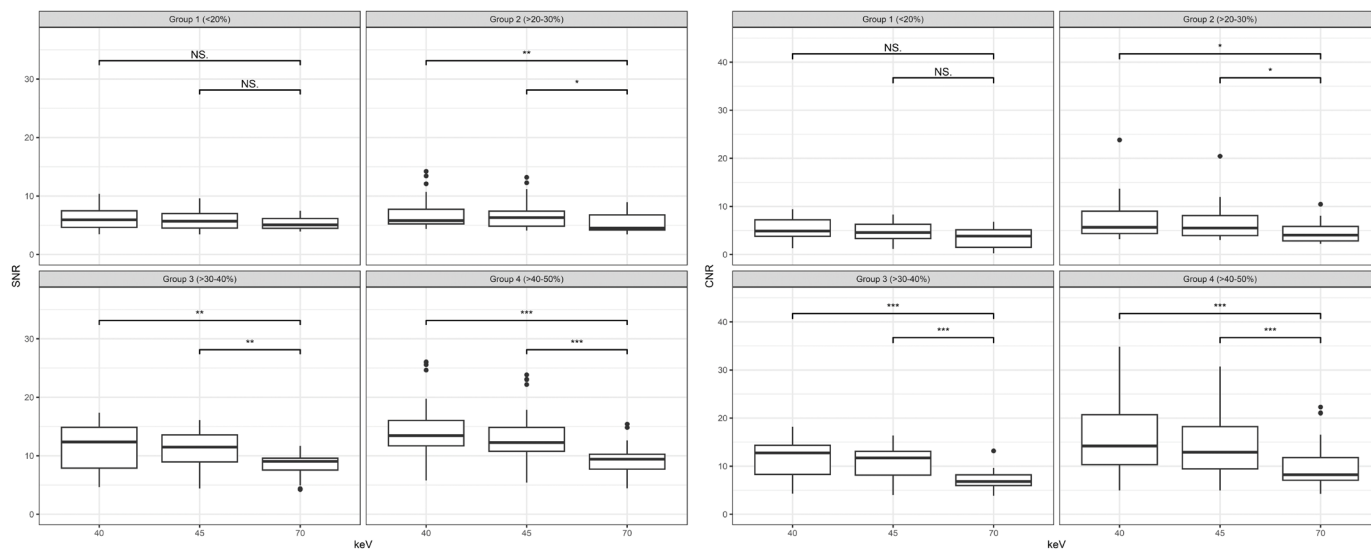 Group 1 (<20%)
Group 2 (>20-30%)
NS.
NS.
**
*
30
20
10
0
Group 3 (>30-40%)
Group 4 (>40-50%)
**
**
***
***
30
20
10
0
40
45
70
40
45
70
SNR
keV
Group 1 (<20%)
Group 2 (>20-30%)
NS.
NS.
*
*
40
30
20
10
0
Group 3 (>30-40%)
Group 4 (>40-50%)
***
***
***
***
40
30
20
10
0
40
45
70
40
45
70
CNR
keV